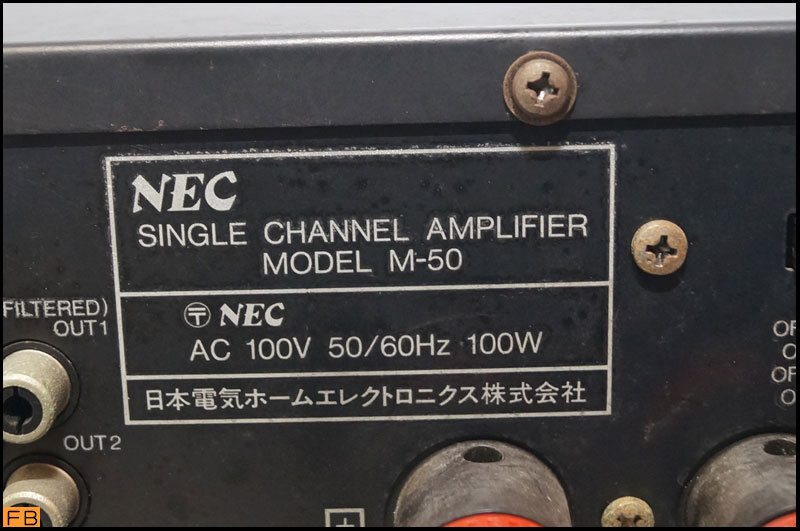 NEC
SINGLE CHANNEL AMPLIFIER
MODEL M-50
〒 NEC
AC 100V 50/60Hz 100W
日本電気ホームエレクトロニクス株式会社
FILTERED)
OUT1
OUT2
+
FB